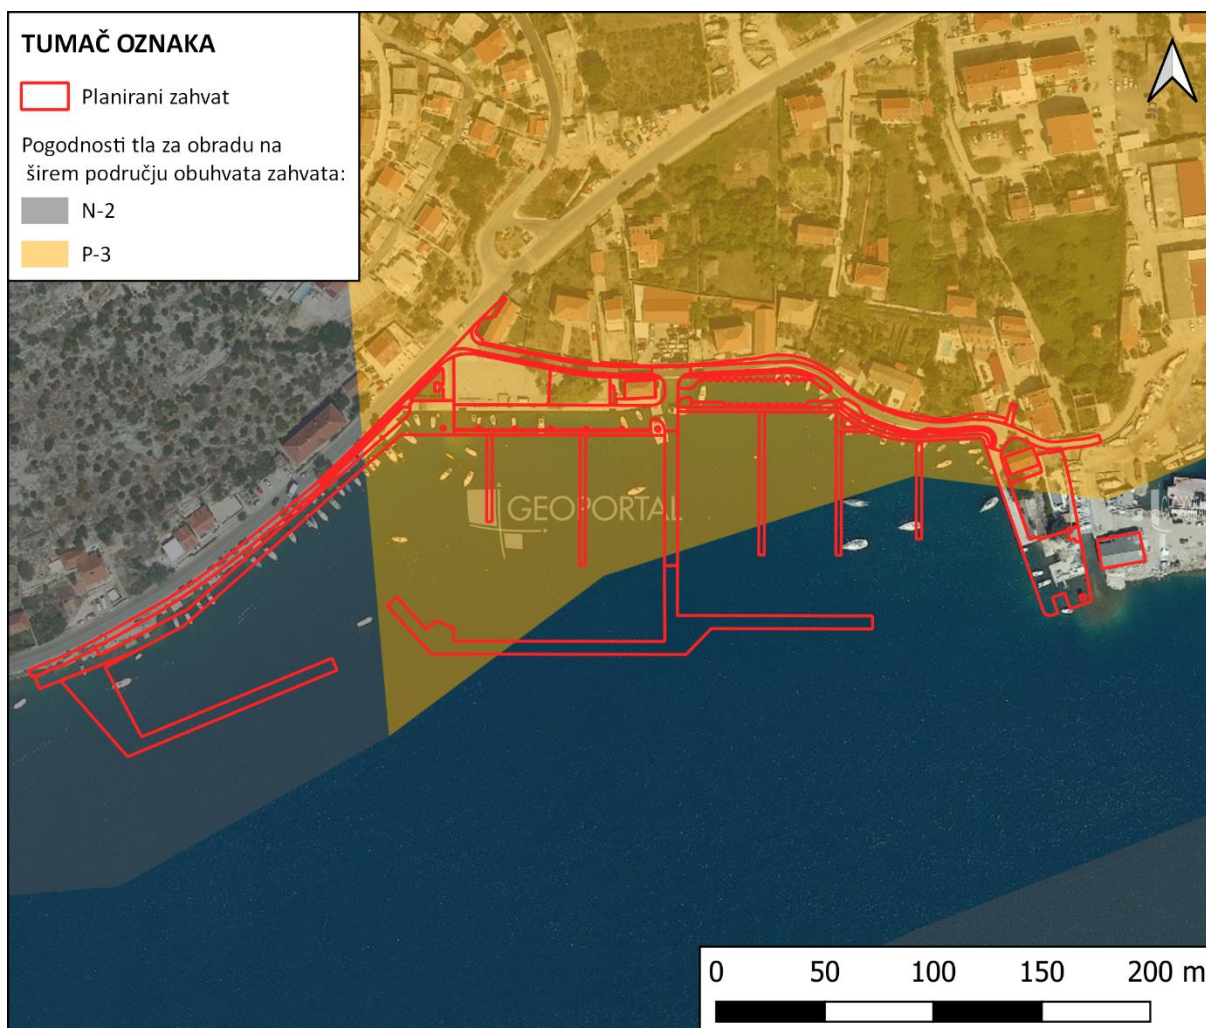 TUMAČ OZNAKA
Planirani zahvat
Pogodnosti tla za obradu na
širem području obuhvata zahvata:
N-2
P-3
GEOPORTAL
0 50 100 150 200 m